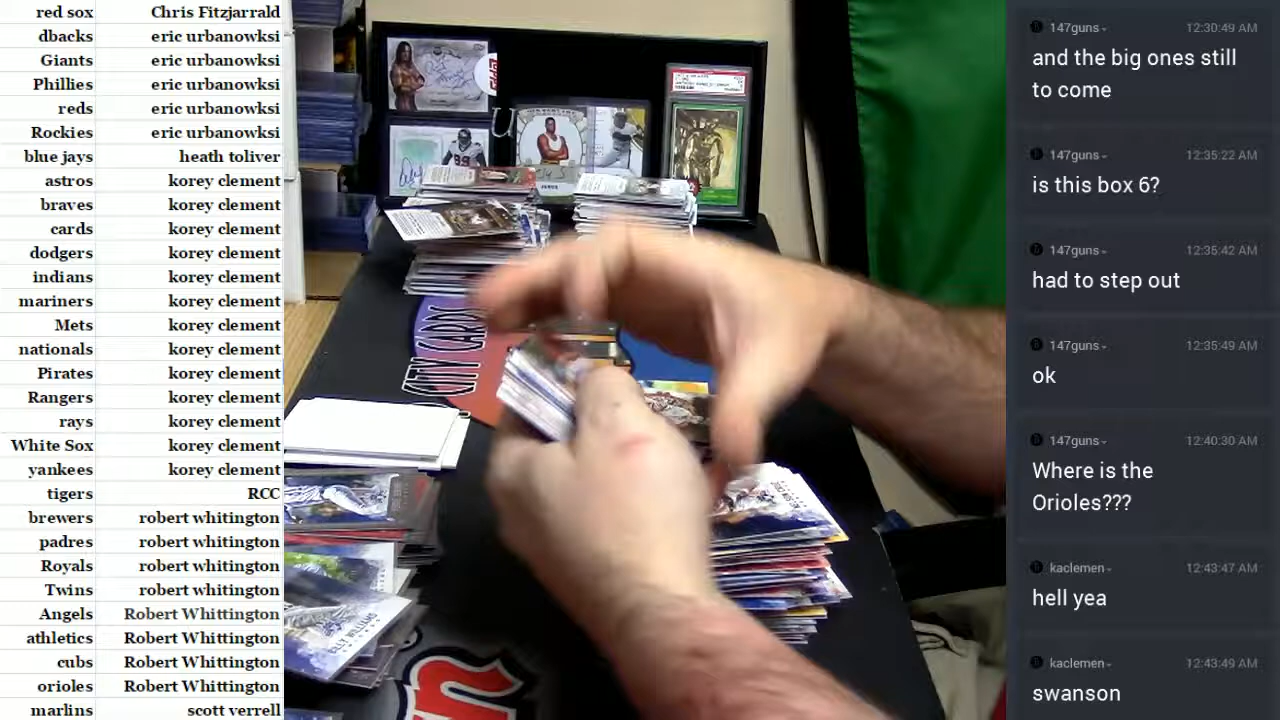 red sox Chris Fitzjarrald
dbacks eric urbanowksi
Giants eric urbanowksi
Phillies eric urbanowksi
reds eric urbanowksi
Rockies eric urbanowksi
blue jays heath toliver
astros korey clement
braves korey clement
cards korey clement
dodgers korey clement
indians korey clement
mariners korey clement
Mets korey clement
nationals korey clement
Pirates korey clement
Rangers korey clement
rays korey clement
White Sox korey clement
yankees korey clement
tigers RCC
brewers robert whitington
padres robert whitington
Royals robert whitington
Twins robert whitington
Angels Robert Whittington
athletics Robert Whittington
cubs Robert Whittington
orioles Robert Whittington
marlins scott verrell
CITY CARDS
BILLY WILLIAMS
147guns 12:30:49 AM
and the big ones still
to come
147guns 12:35:22 AM
is this box 6?
147guns 12:35:42 AM
had to step out
147guns 12:35:49 AM
ok
147guns 12:40:30 AM
Where is the
Orioles???
kaclemen 12:43:47 AM
hell yea
kaclemen 12:43:49 AM
swanson